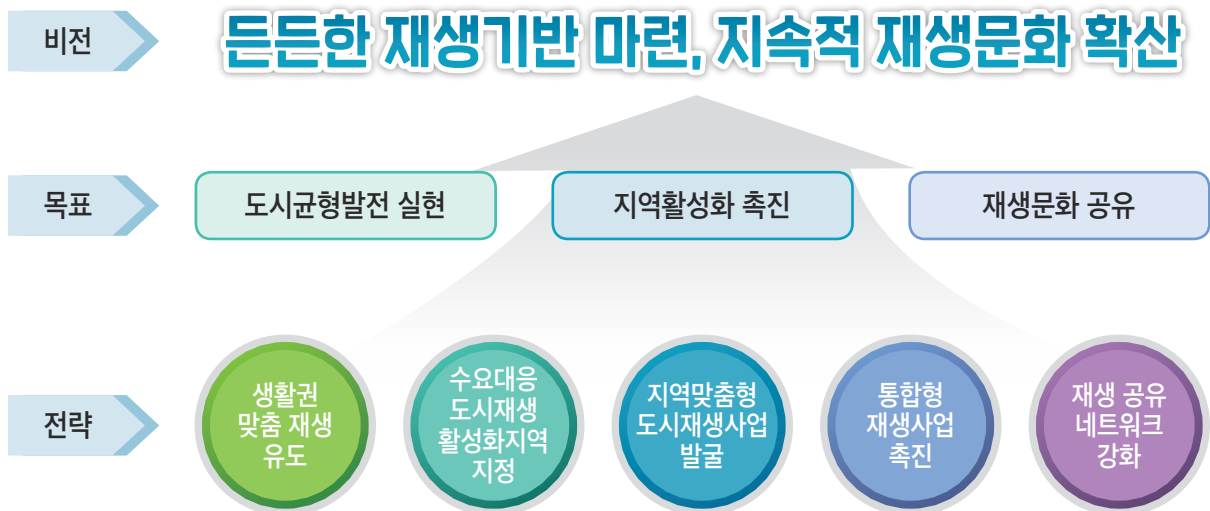 비전
든든한 재생기반 마련, 지속적 재생문화 확산
목표
도시균형발전 실현
지역활성화 촉진
재생문화 공유
전략
생활권
맞춤 재생
유도
수요대응
도시재생
활성화지역
지정
지역맞춤형
도시재생사업
발굴
통합형
재생사업
촉진
재생 공유
네트워크
강화